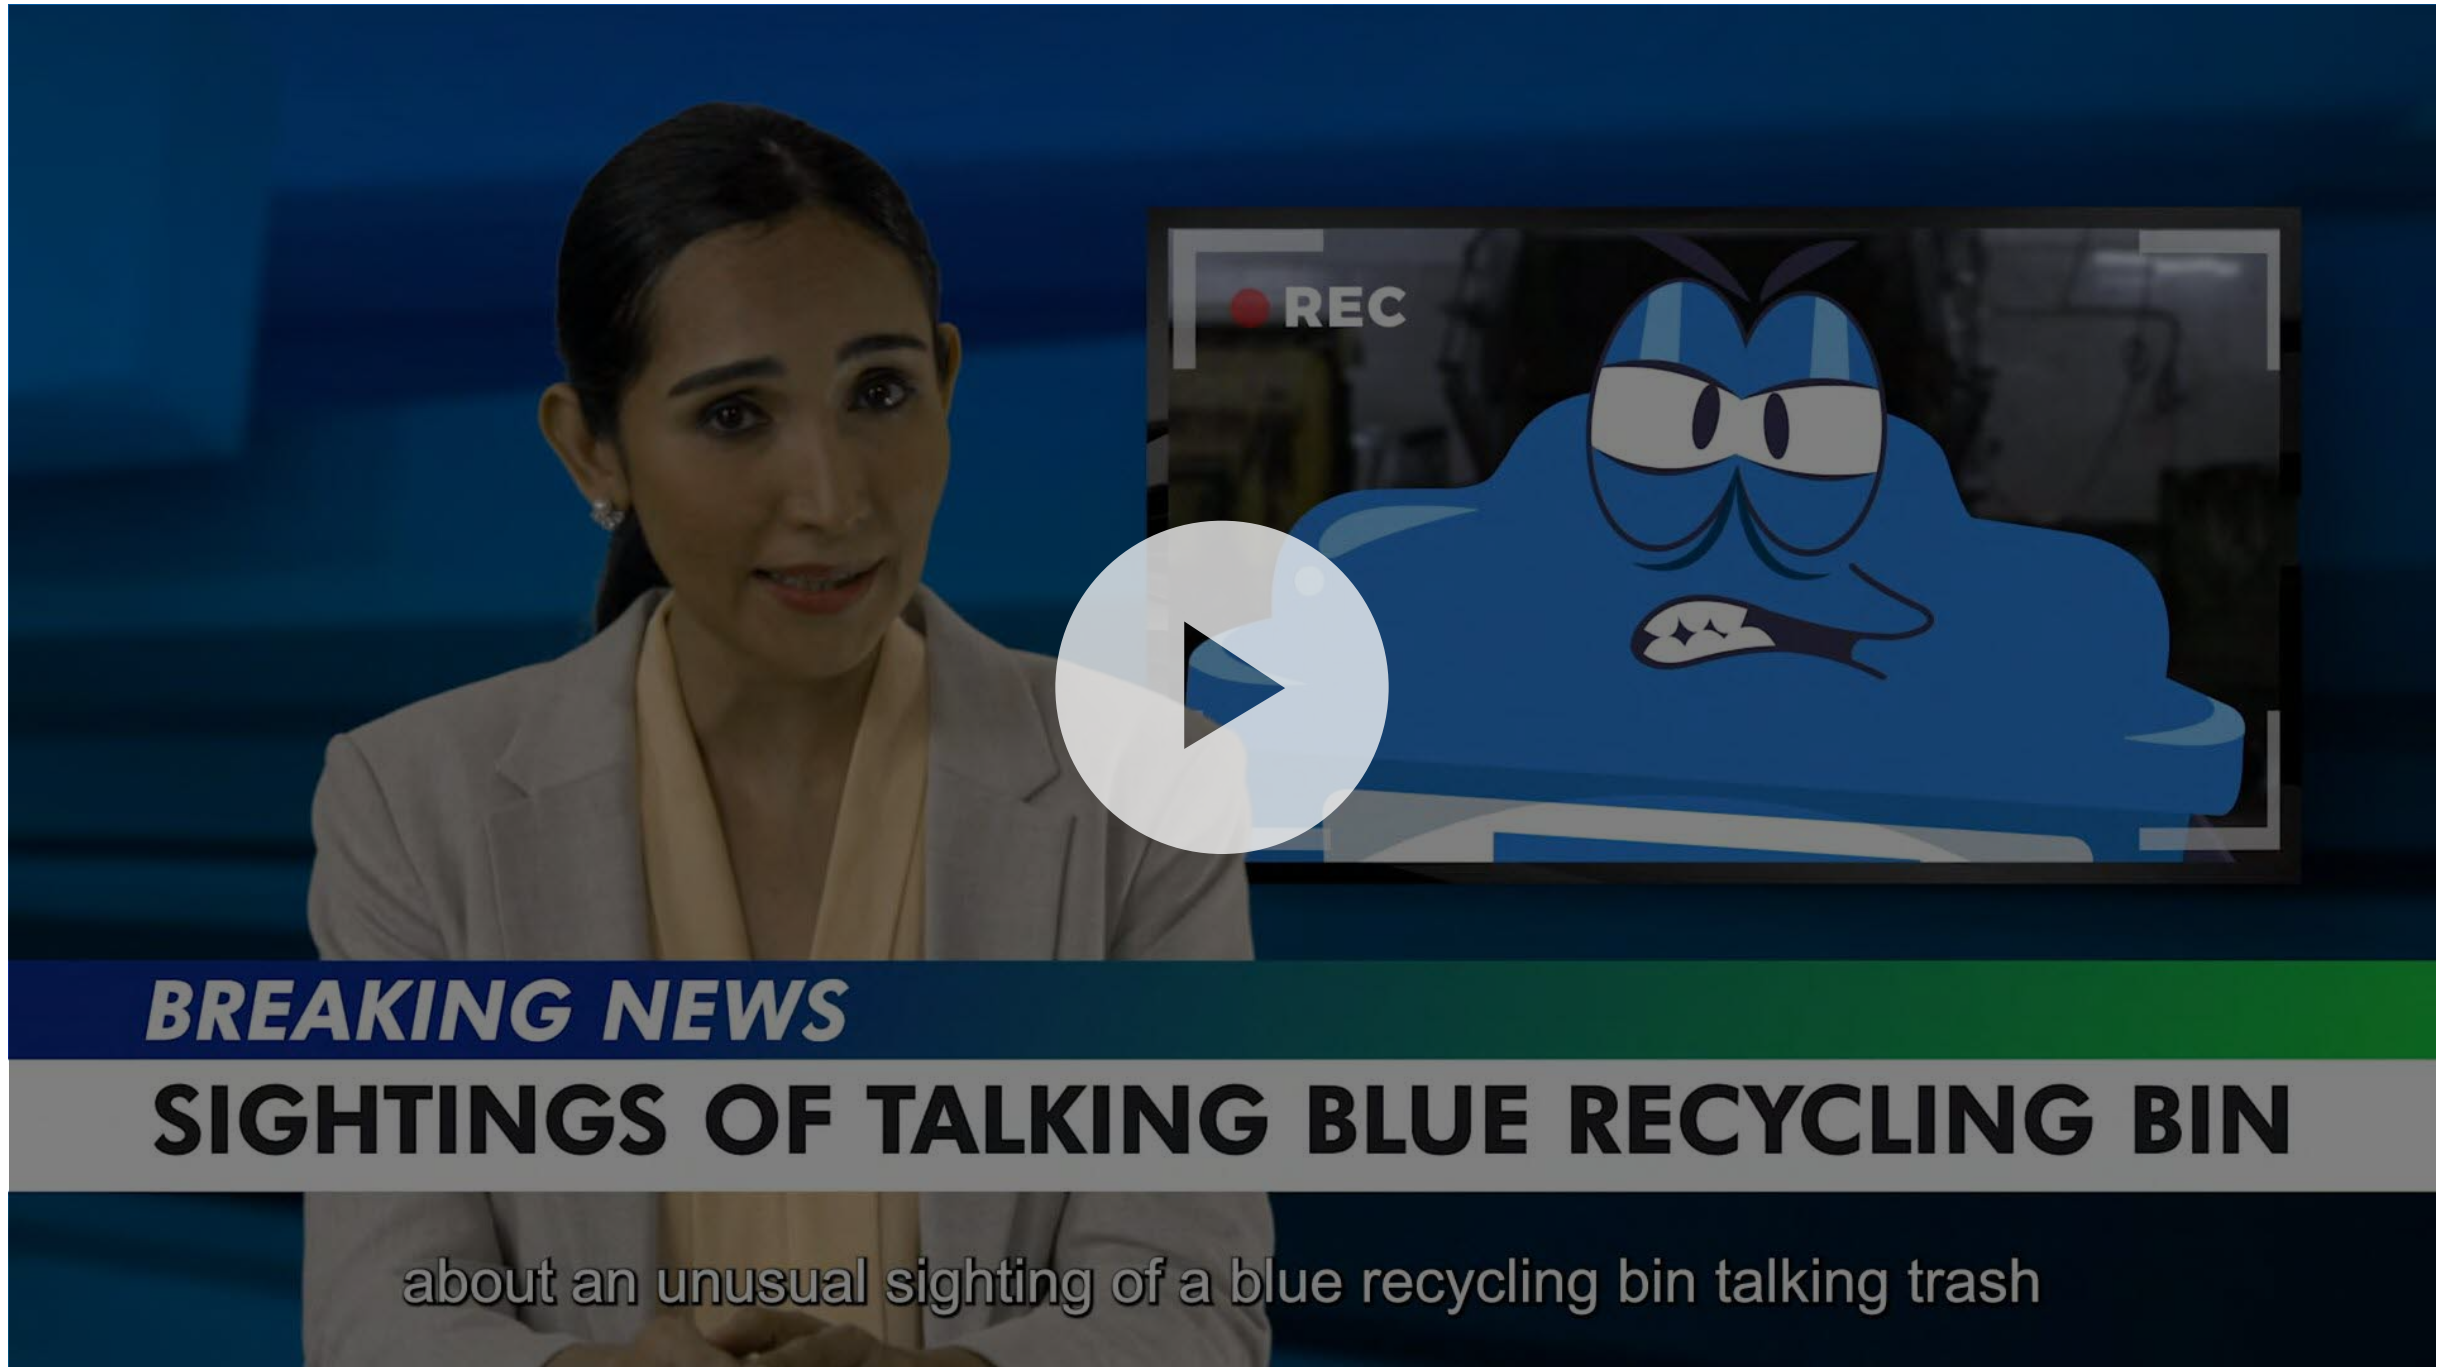 REC
BREAKING NEWS
SIGHTINGS OF TALKING BLUE RECYCLING BIN
about an unusual sighting of a blue recycling bin talking trash